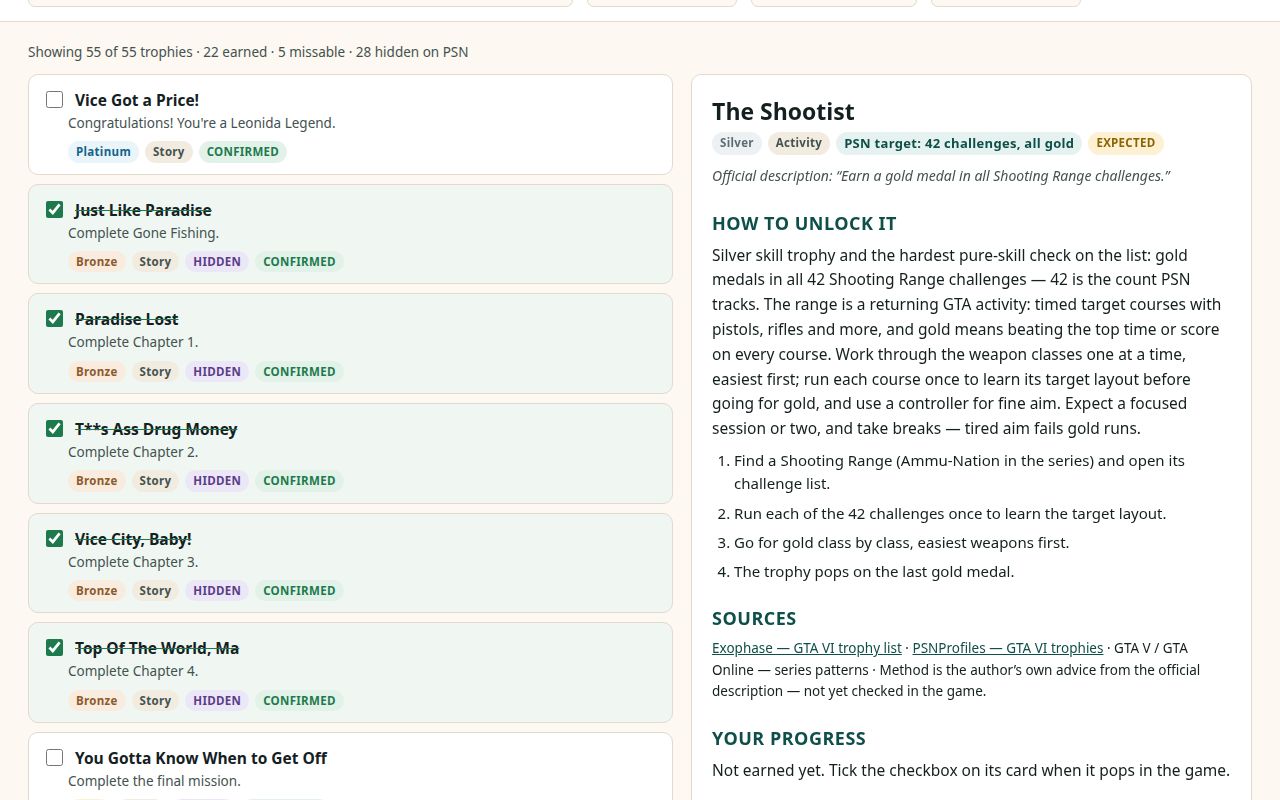 Showing 55 of 55 trophies · 22 earned · 5 missable · 28 hidden on PSN
Vice Got a Price!
Congratulations! You're a Leonida Legend.
Platinum Story CONFIRMED
Just Like Paradise
Complete Gone Fishing.
Bronze Story HIDDEN CONFIRMED
Paradise Lost
Complete Chapter 1.
Bronze Story HIDDEN CONFIRMED
T**s Ass Drug Money
Complete Chapter 2.
Bronze Story HIDDEN CONFIRMED
Vice City, Baby!
Complete Chapter 3.
Bronze Story HIDDEN CONFIRMED
Top Of The World, Ma
Complete Chapter 4.
Bronze Story HIDDEN CONFIRMED
You Gotta Know When to Get Off
Complete the final mission.
The Shootist
Silver Activity PSN target: 42 challenges, all gold EXPECTED
Official description: “Earn a gold medal in all Shooting Range challenges.”
HOW TO UNLOCK IT
Silver skill trophy and the hardest pure-skill check on the list: gold
medals in all 42 Shooting Range challenges — 42 is the count PSN
tracks. The range is a returning GTA activity: timed target courses with
pistols, rifles and more, and gold means beating the top time or score
on every course. Work through the weapon classes one at a time,
easiest first; run each course once to learn its target layout before
going for gold, and use a controller for fine aim. Expect a focused
session or two, and take breaks — tired aim fails gold runs.
1. Find a Shooting Range (Ammu-Nation in the series) and open its
challenge list.
2. Run each of the 42 challenges once to learn the target layout.
3. Go for gold class by class, easiest weapons first.
4. The trophy pops on the last gold medal.
SOURCES
Exophase — GTA VI trophy list · PSNProfiles — GTA VI trophies · GTA V / GTA
Online — series patterns · Method is the author’s own advice from the official
description — not yet checked in the game.
YOUR PROGRESS
Not earned yet. Tick the checkbox on its card when it pops in the game.